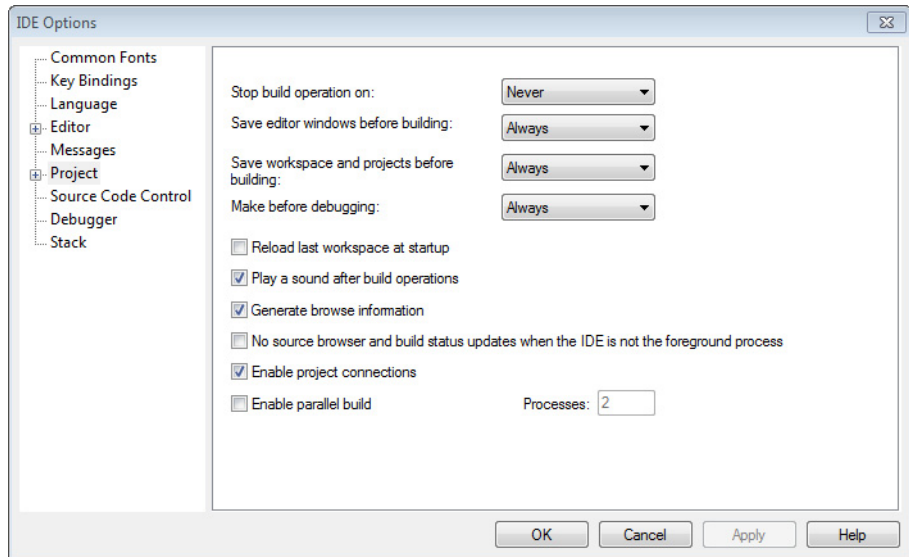 IDE Options
Common Fonts
Key Bindings
Language
Editor
Messages
Project
Source Code Control
Debugger
Stack
Stop build operation on: Never
Save editor windows before building: Always
Save workspace and projects before
building: Always
Make before debugging: Always
Reload last workspace at startup
Play a sound after build operations
Generate browse information
No source browser and build status updates when the IDE is not the foreground process
Enable project connections
Enable parallel build Processes: 2
OK Cancel Apply Help